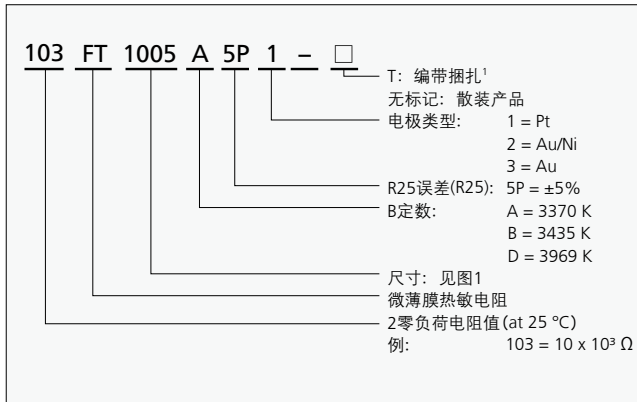 103 FT 1005 A 5P 1 – □
T: 编带捆扎¹
无标记: 散装产品
电极类型: 1 = Pt
2 = Au/Ni
3 = Au
R25误差(R25): 5P = ±5%
B定数: A = 3370 K
B = 3435 K
D = 3969 K
尺寸: 见图1
微薄膜热敏电阻
2零负荷电阻值(at 25 °C)
例: 103 = 10 x 10³ Ω